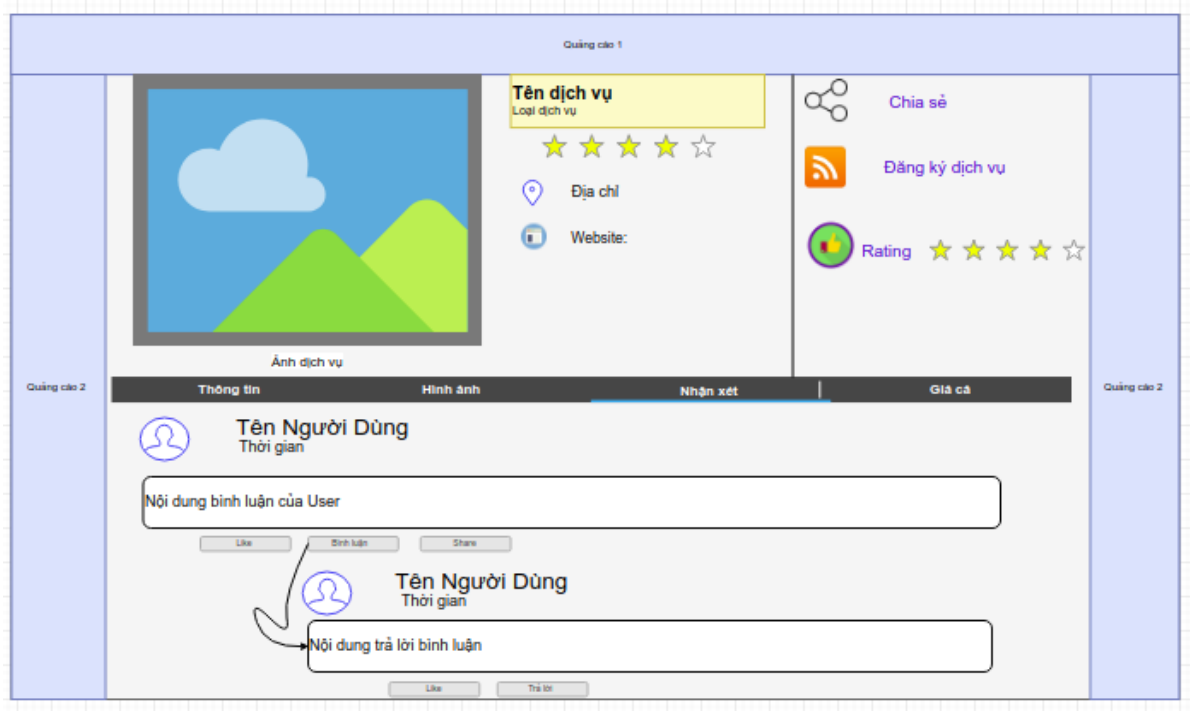 Quảng cáo 1
Tên dịch vụ
Loại dịch vụ
Địa chỉ
Website:
Chia sẻ
Đăng ký dịch vụ
Rating
Ảnh dịch vụ
Quảng cáo 2
Quảng cáo 2
Thông tin
Hình ảnh
Nhận xét
Giá cả
Tên Người Dùng
Thời gian
Nội dung bình luận của User
Like
Bình luận
Share
Tên Người Dùng
Thời gian
Nội dung trả lời bình luận
Like
Trả lời